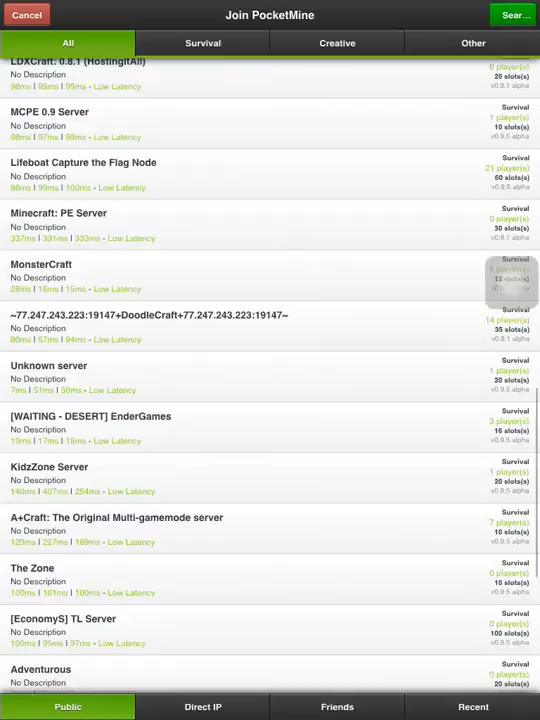 Cancel
Join PocketMine
Sear...
All
Survival
Creative
Other
LDXCraft: 0.8.1 (HostingItAll)
No Description
98ms | 99ms | 99ms - Low Latency
6 player(s)
20 slots(s)
v0.8.1 alpha
MCPE 0.9 Server
No Description
98ms | 97ms | 99ms - Low Latency
Survival
1 player(s)
10 slots(s)
v0.9.5 alpha
Lifeboat Capture the Flag Node
No Description
99ms | 99ms | 100ms - Low Latency
Survival
21 player(s)
60 slots(s)
v0.9.5 alpha
Minecraft: PE Server
No Description
337ms | 331ms | 333ms - Low Latency
Survival
0 player(s)
30 slots(s)
v0.8.1 alpha
MonsterCraft
No Description
28ms | 16ms | 15ms - Low Latency
Survival
~77.247.243.223:19147+DoodleCraft+77.247.243.223:19147~
No Description
89ms | 57ms | 94ms - Low Latency
Survival
14 player(s)
35 slots(s)
v0.8.1 alpha
Unknown server
No Description
7ms | 51ms | 50ms - Low Latency
Survival
1 player(s)
20 slots(s)
v0.9.5 alpha
[WAITING - DESERT] EnderGames
No Description
19ms | 17ms | 18ms - Low Latency
Survival
3 player(s)
16 slots(s)
v0.9.5 alpha
KidzZone Server
No Description
140ms | 407ms | 254ms - Low Latency
Survival
1 player(s)
20 slots(s)
v0.9.5 alpha
A+Craft: The Original Multi-gamemode server
No Description
120ms | 227ms | 189ms - Low Latency
Survival
7 player(s)
10 slots(s)
v0.9.5 alpha
The Zone
No Description
100ms | 101ms | 100ms - Low Latency
Survival
0 player(s)
10 slots(s)
v0.9.5 alpha
[EconomyS] TL Server
No Description
100ms | 95ms | 97ms - Low Latency
Survival
0 player(s)
100 slots(s)
v0.9.5 alpha
Adventurous
No Description
Survival
6 player(s)
20 slots(s)
Public
Direct IP
Friends
Recent